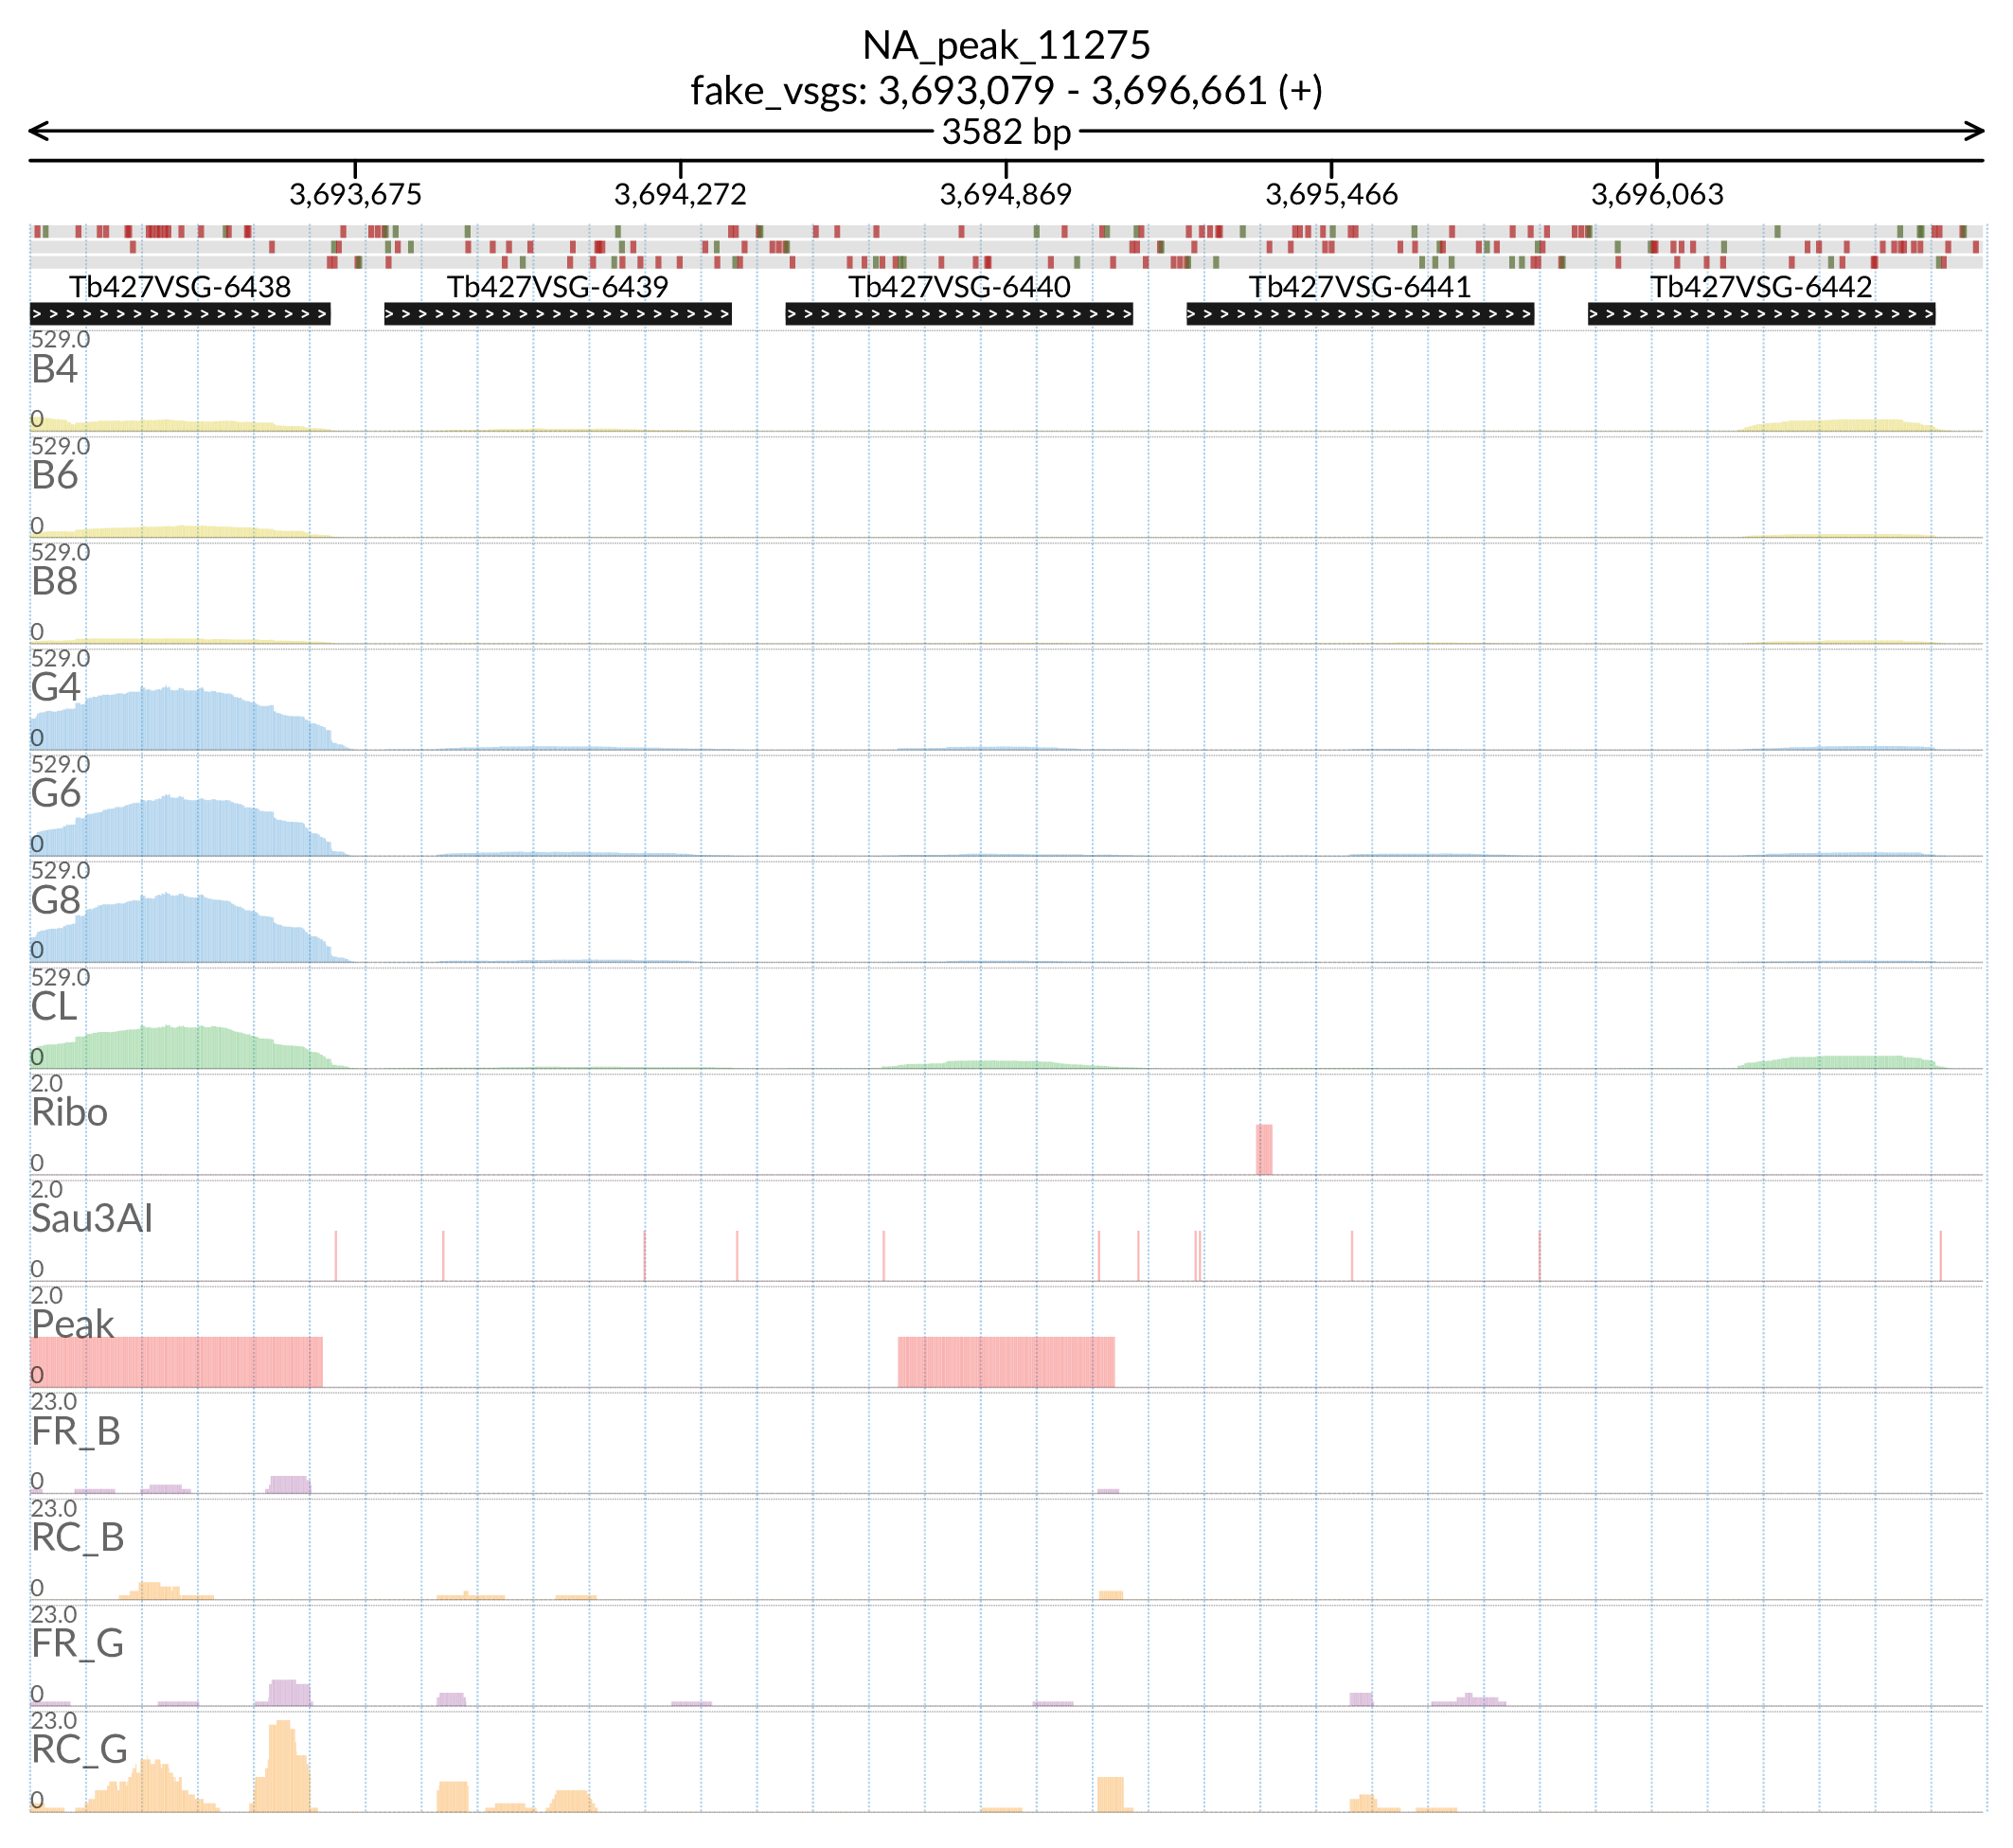 NA_peak_11275
fake_vsgs: 3,693,079 - 3,696,661 (+)
3582 bp
3,693,675 3,694,272 3,694,869 3,695,466 3,696,063
Tb427VSG-6438 Tb427VSG-6439 Tb427VSG-6440 Tb427VSG-6441 Tb427VSG-6442
529.0
B4
0
529.0
B6
0
529.0
B8
0
529.0
G4
0
529.0
G6
0
529.0
G8
0
529.0
CL
0
2.0
Ribo
0
2.0
Sau3AI
0
2.0
Peak
0
23.0
FR_B
0
23.0
RC_B
0
23.0
FR_G
0
23.0
RC_G
0